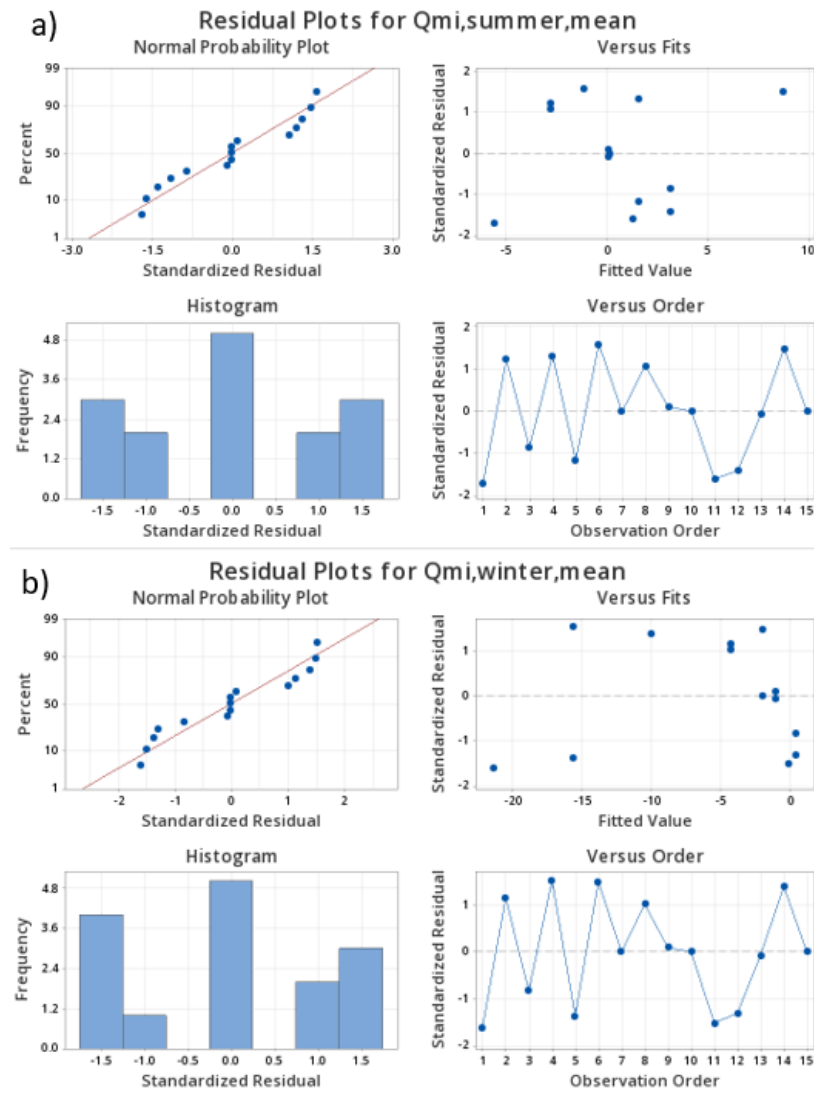 a)
Residual Plots for Qmi,summer,mean
Normal Probability Plot
Versus Fits
99
90
50
10
1
Percent
-3.0 -1.5 0.0 1.5 3.0
Standardized Residual
2
1
0
-1
-2
Standardized Residual
-5 0 5 10
Fitted Value
Histogram
Versus Order
4.8
3.6
2.4
1.2
0.0
Frequency
-1.5 -1.0 -0.5 0.0 0.5 1.0 1.5
Standardized Residual
2
1
0
-1
-2
Standardized Residual
1 2 3 4 5 6 7 8 9 10 11 12 13 14 15
Observation Order
b)
Residual Plots for Qmi,winter,mean
Normal Probability Plot
Versus Fits
99
90
50
10
1
Percent
-2 -1 0 1 2
Standardized Residual
1
0
-1
-2
Standardized Residual
-20 -15 -10 -5 0
Fitted Value
Histogram
Versus Order
4.8
3.6
2.4
1.2
0.0
Frequency
-1.5 -1.0 -0.5 0.0 0.5 1.0 1.5
Standardized Residual
1
0
-1
-2
Standardized Residual
1 2 3 4 5 6 7 8 9 10 11 12 13 14 15
Observation Order